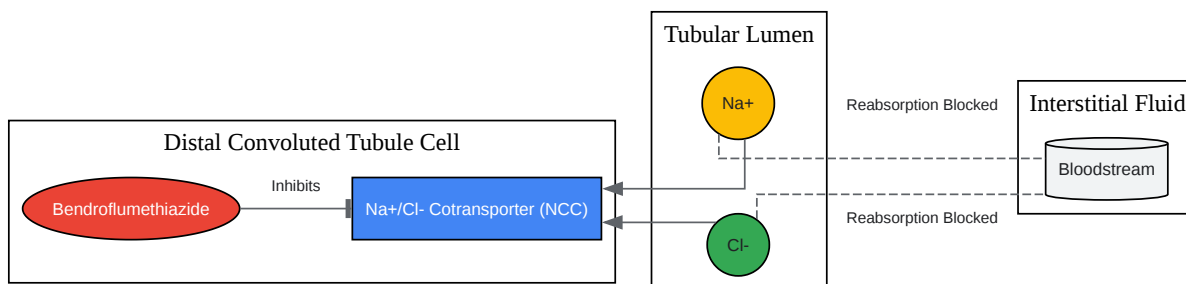 Tubular Lumen
Na+
Reabsorption Blocked
Interstitial Fluid
Distal Convoluted Tubule Cell
Bloodstream
Inhibits
Bendroflumethiazide
Na+/Cl- Cotransporter (NCC)
Reabsorption Blocked
Cl-